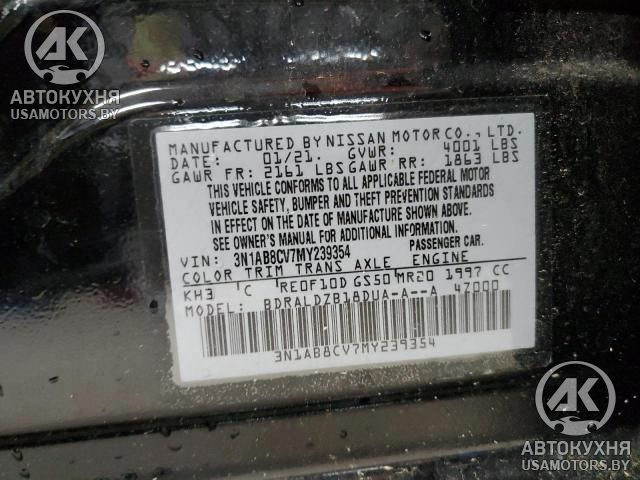 AK
АВТОКУХНЯ
USAMOTORS.BY
MANUFACTURED BY NISSAN MOTOR CO., LTD.
DATE: 01/21. GVWR: 4001 LBS
GAWR FR: 2161 LBS GAWR RR: 1863 LBS
THIS VEHICLE CONFORMS TO ALL APPLICABLE FEDERAL MOTOR
VEHICLE SAFETY, BUMPER AND THEFT PREVENTION STANDARDS
IN EFFECT ON THE DATE OF MANUFACTURE SHOWN ABOVE.
SEE OWNER'S MANUAL FOR ADDITIONAL INFORMATION.
VIN: 3N1AB8CV7MY239354 PASSENGER CAR.
COLOR TRIM TRANS AXLE ENGINE
KH3 C RE0F10D GS50 MR20 1997 CC
MODEL: BDRALDZB18DUA-A--A 47000
3N1AB8CV7MY239354
AK
АВТОКУХНЯ
USAMOTORS.BY